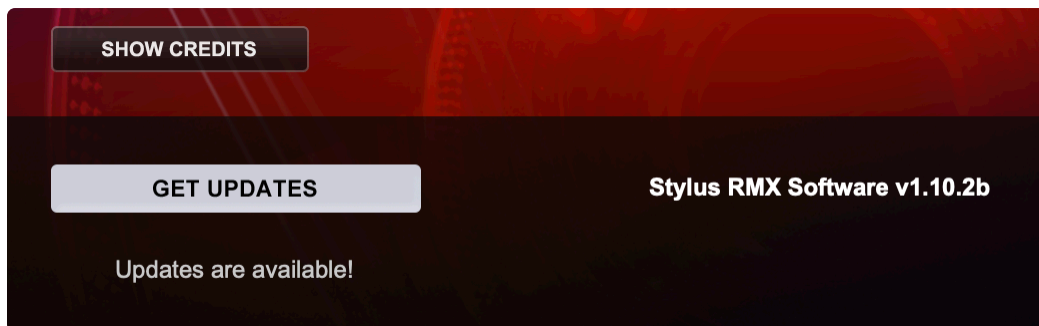 SHOW CREDITS
GET UPDATES
Stylus RMX Software v1.10.2b
Updates are available!